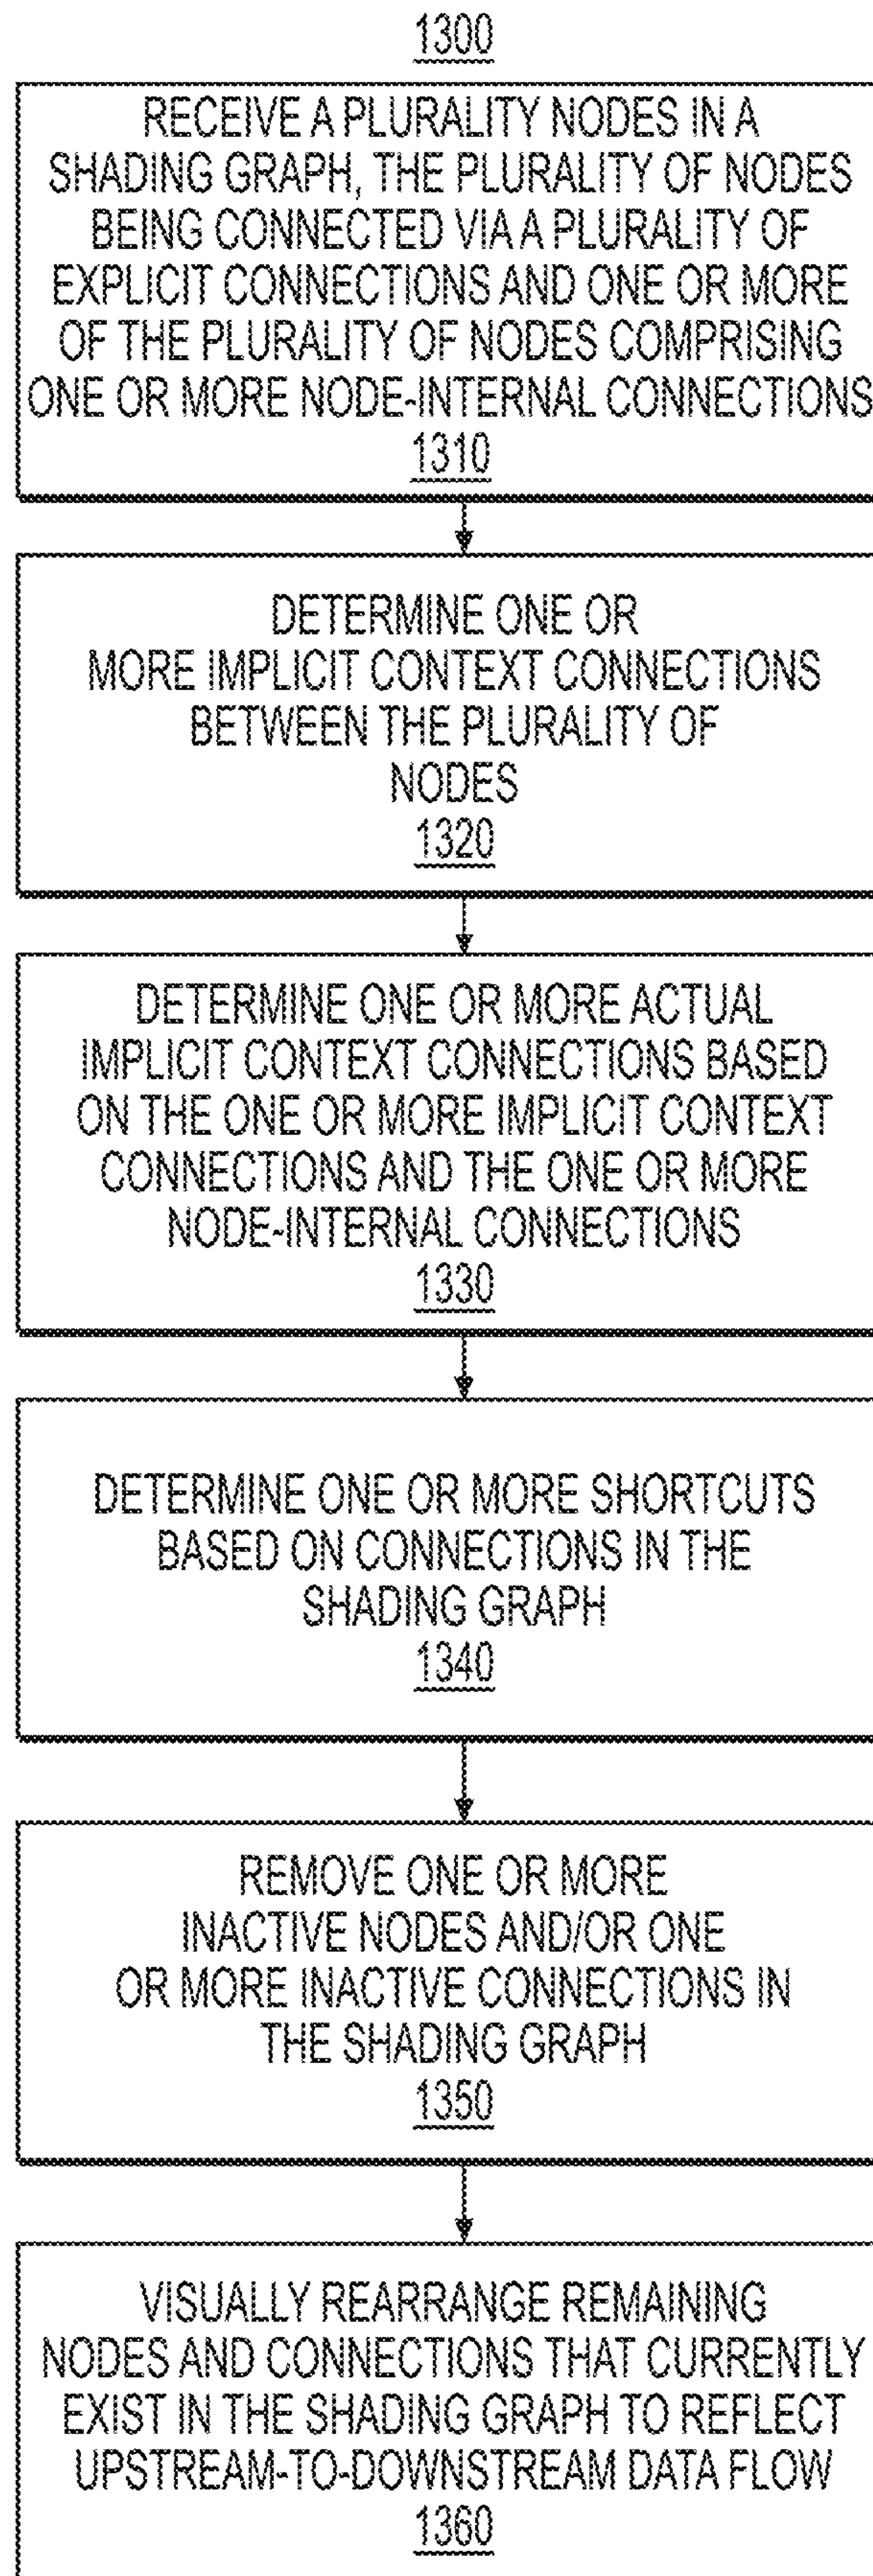 1300
RECEIVE A PLURALITY NODES IN A
SHADING GRAPH, THE PLURALITY OF NODES
BEING CONNECTED VIA A PLURALITY OF
EXPLICIT CONNECTIONS AND ONE OR MORE
OF THE PLURALITY OF NODES COMPRISING
ONE OR MORE NODE-INTERNAL CONNECTIONS
1310
DETERMINE ONE OR
MORE IMPLICIT CONTEXT CONNECTIONS
BETWEEN THE PLURALITY OF
NODES
1320
DETERMINE ONE OR MORE ACTUAL
IMPLICIT CONTEXT CONNECTIONS BASED
ON THE ONE OR MORE IMPLICIT CONTEXT
CONNECTIONS AND THE ONE OR MORE
NODE-INTERNAL CONNECTIONS
1330
DETERMINE ONE OR MORE SHORTCUTS
BASED ON CONNECTIONS IN THE
SHADING GRAPH
1340
REMOVE ONE OR MORE
INACTIVE NODES AND/OR ONE
OR MORE INACTIVE CONNECTIONS IN
THE SHADING GRAPH
1350
VISUALLY REARRANGE REMAINING
NODES AND CONNECTIONS THAT CURRENTLY
EXIST IN THE SHADING GRAPH TO REFLECT
UPSTREAM-TO-DOWNSTREAM DATA FLOW
1360